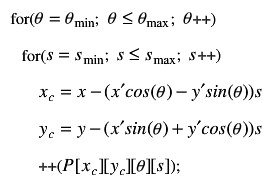 for(θ = θmin; θ ≤ θmax; θ++)
for(s = smin; s ≤ smax; s++)
xc = x − (x′cos(θ) − y′sin(θ))s
yc = y − (x′sin(θ) + y′cos(θ))s
++(P[xc][yc][θ][s]);